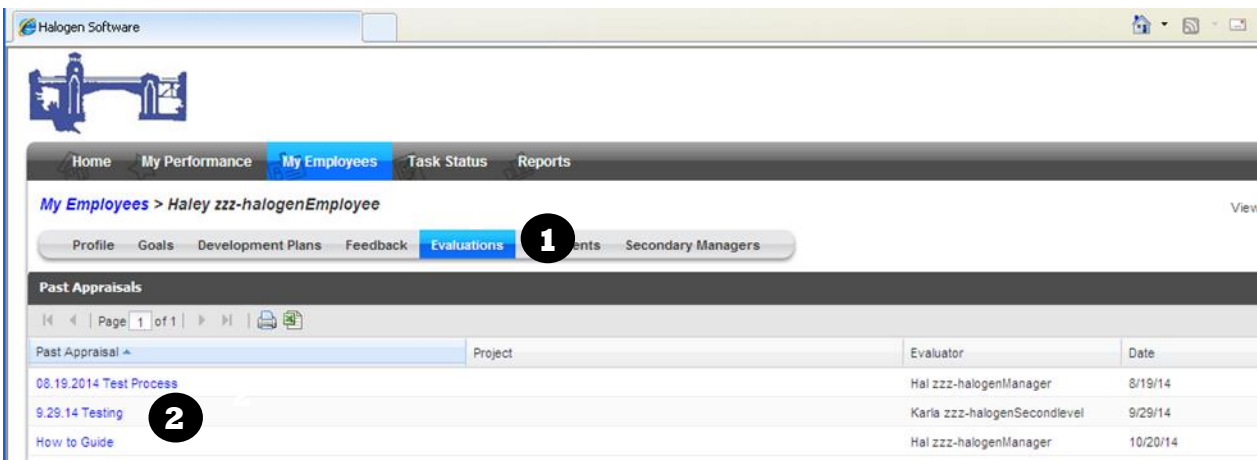 Halogen Software
Home My Performance My Employees Task Status Reports
My Employees > Haley zzz-halogenEmployee
View
Profile Goals Development Plans Feedback Evaluations 1 ents Secondary Managers
Past Appraisals
Page 1 of 1
Past Appraisal Project Evaluator Date
08.19.2014 Test Process Hal zzz-halogenManager 8/19/14
9.29.14 Testing 2 Karla zzz-halogenSecondlevel 9/29/14
How to Guide Hal zzz-halogenManager 10/20/14